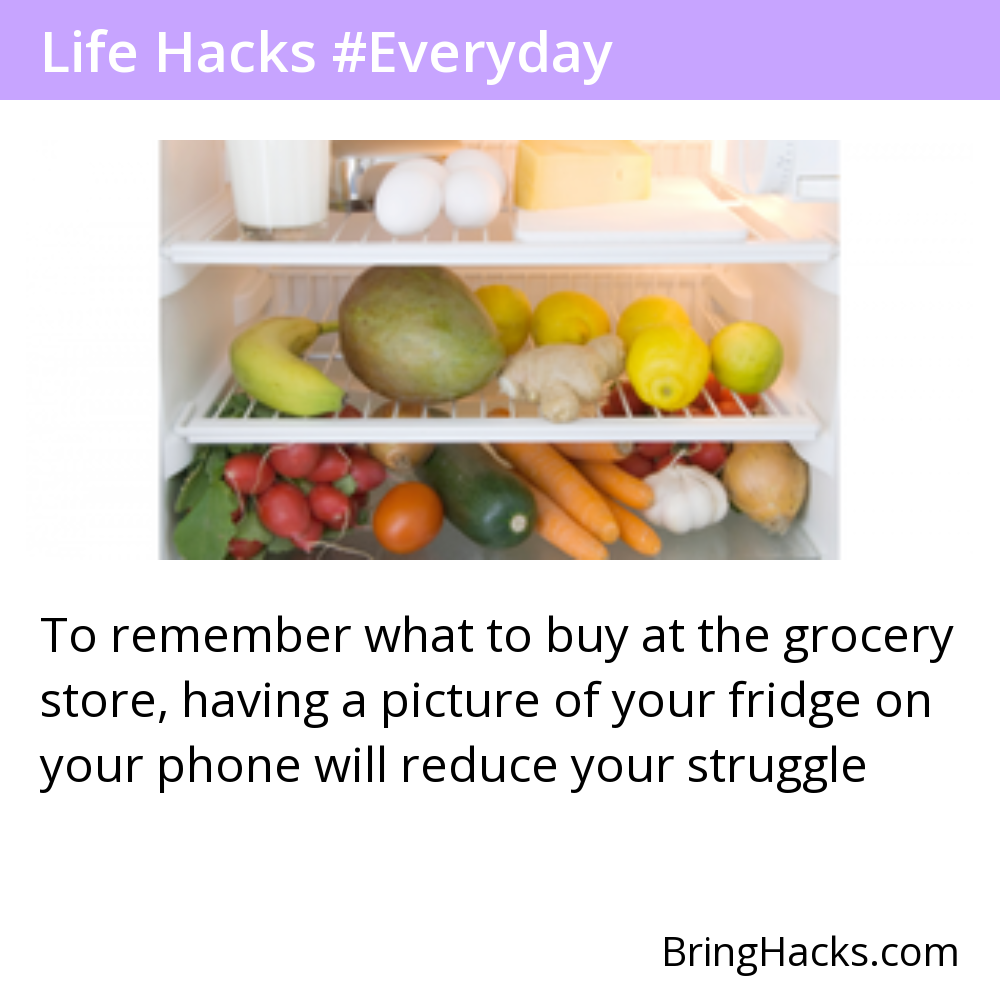 Life Hacks #Everyday
To remember what to buy at the grocery
store, having a picture of your fridge on
your phone will reduce your struggle
BringHacks.com